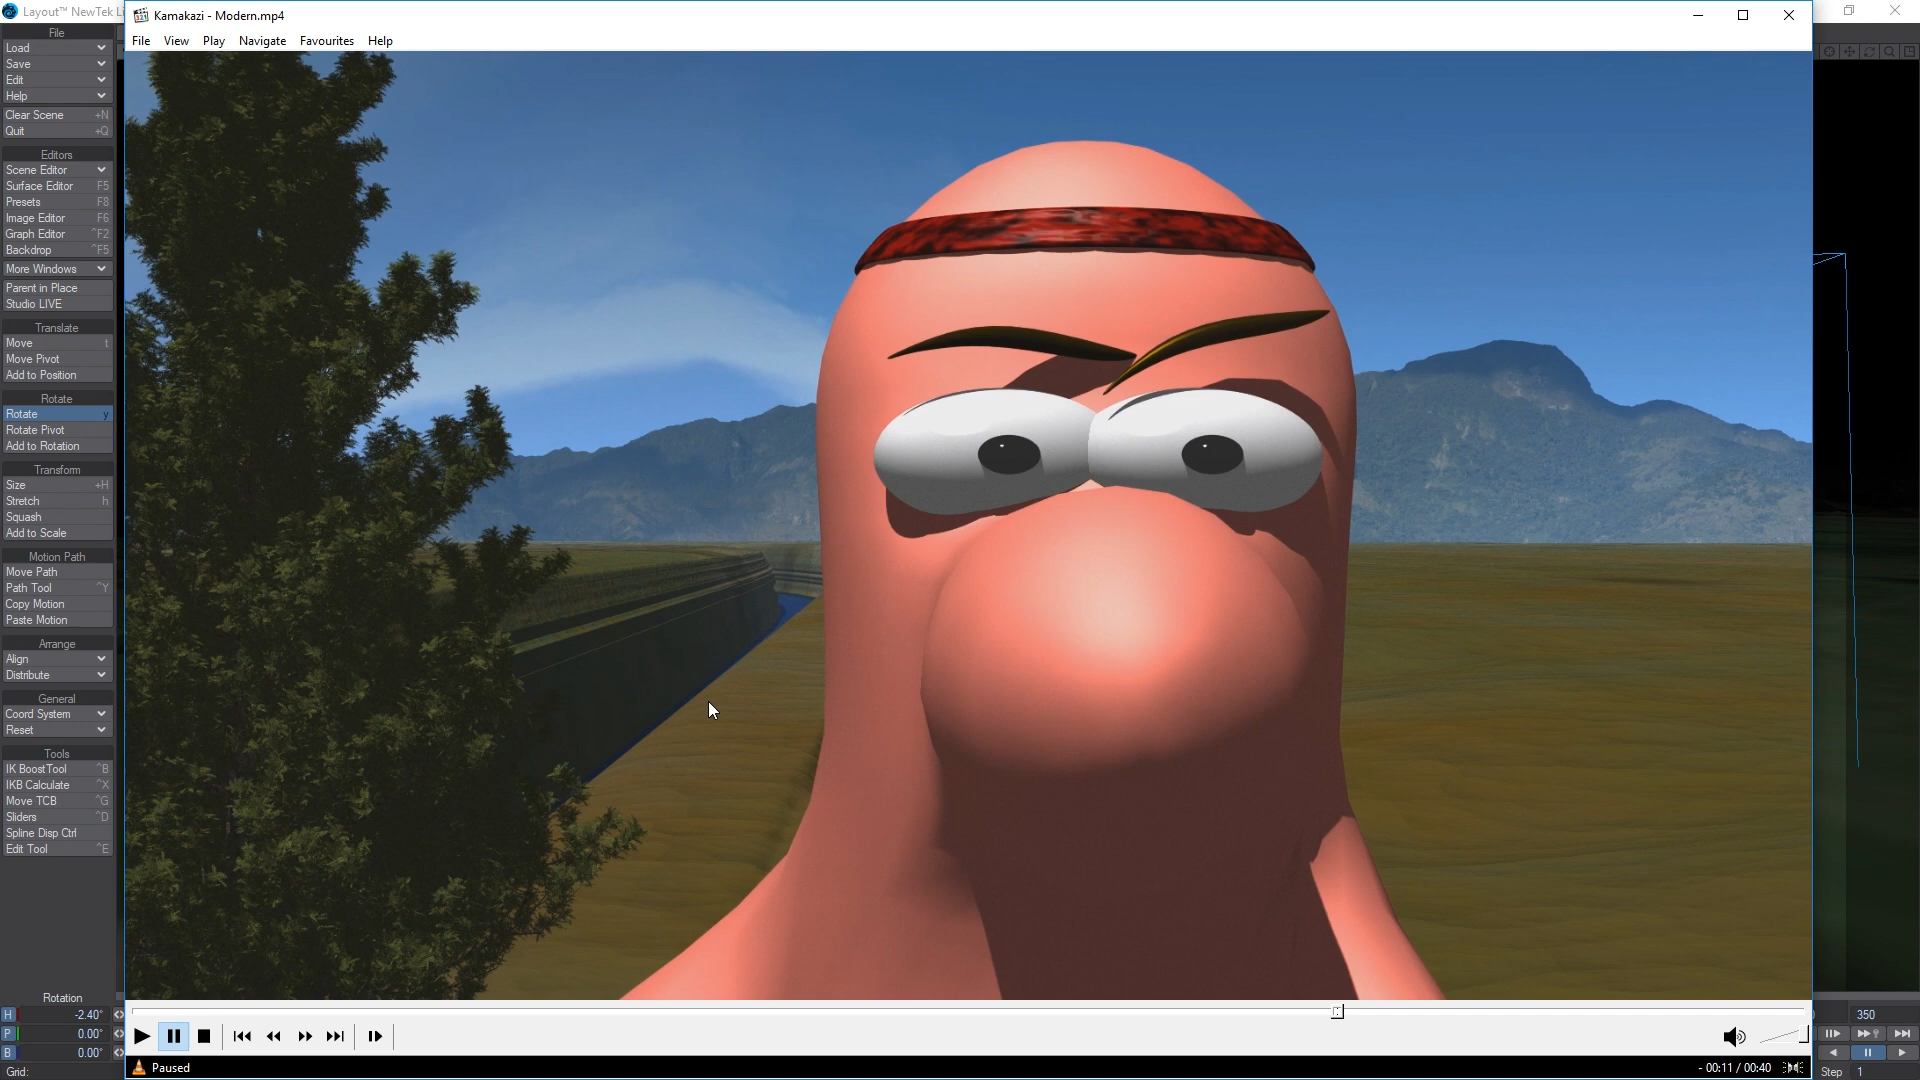 Layout™ NewTek Li
Kamakazi - Modern.mp4
File View Play Navigate Favourites Help
File
Load
Save
Edit
Help
Clear Scene +N
Quit +Q
Editors
Scene Editor
Surface Editor F5
Presets F8
Image Editor F6
Graph Editor ^F2
Backdrop ^F5
More Windows
Parent in Place
Studio LIVE
Translate
Move t
Move Pivot
Add to Position
Rotate
Rotate y
Rotate Pivot
Add to Rotation
Transform
Size +H
Stretch h
Squash
Add to Scale
Motion Path
Move Path
Path Tool ^Y
Copy Motion
Paste Motion
Arrange
Align
Distribute
General
Coord System
Reset
Tools
IK BoostTool ^B
IKB Calculate ^X
Move TCB ^G
Sliders ^D
Spline Disp Ctrl
Edit Tool ^E
Rotation
H -2.40°
P 0.00°
B 0.00°
Grid:
Paused
- 00:11 / 00:40
350
Step 1